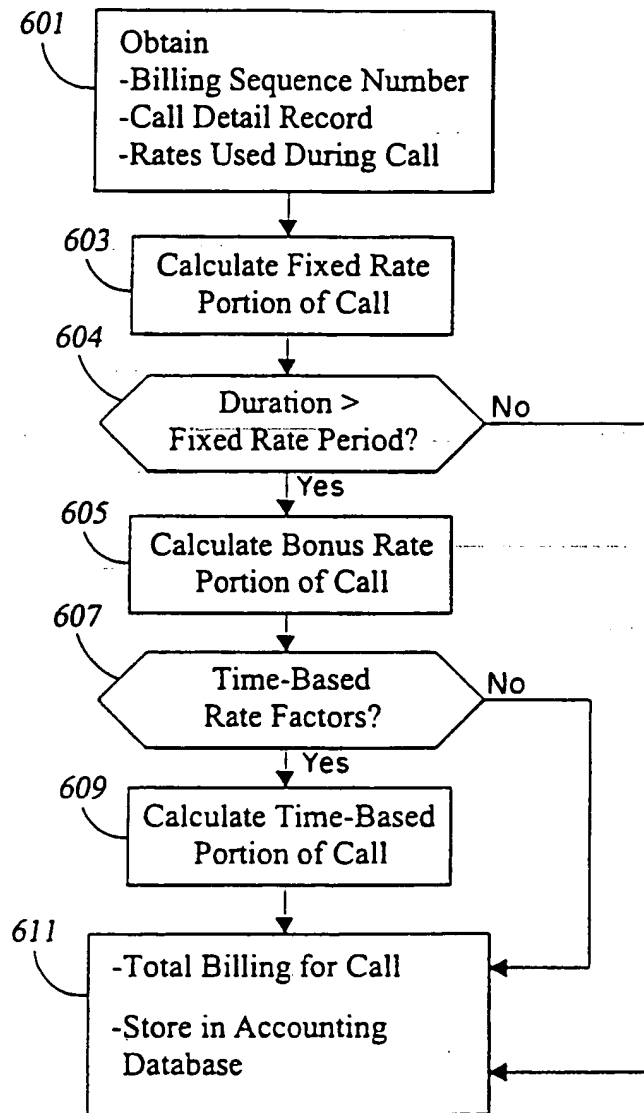 601
Obtain
-Billing Sequence Number
-Call Detail Record
-Rates Used During Call
603
Calculate Fixed Rate
Portion of Call
604
Duration >
Fixed Rate Period?
No
Yes
605
Calculate Bonus Rate
Portion of Call
607
Time-Based
Rate Factors?
No
Yes
609
Calculate Time-Based
Portion of Call
611
-Total Billing for Call
-Store in Accounting
Database